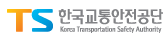 TS 한국교통안전공단
Korea Transportation Safety Authority